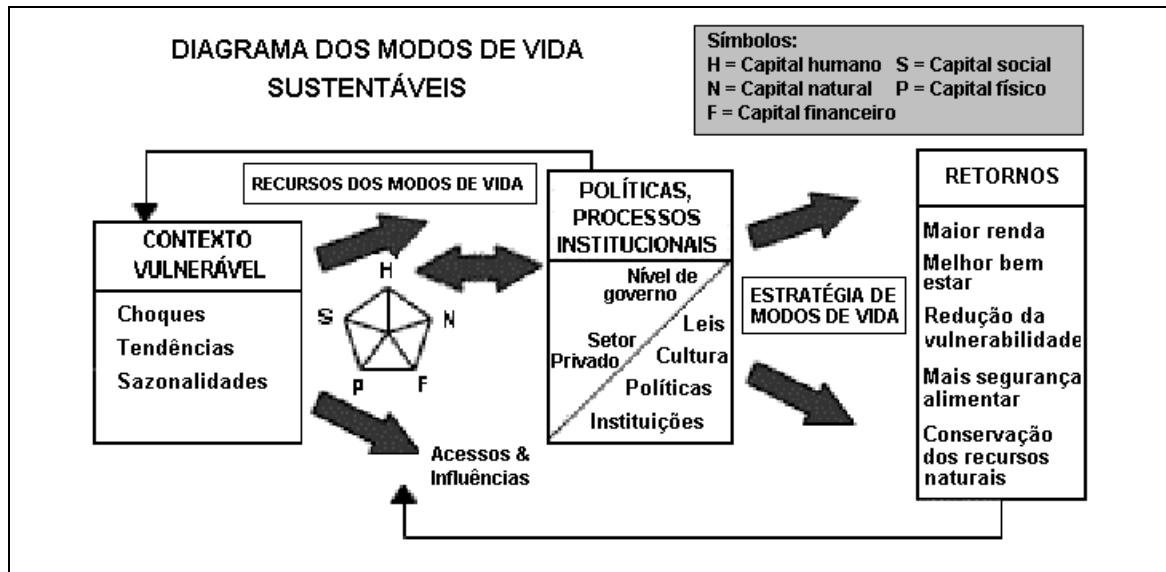 DIAGRAMA DOS MODOS DE VIDA
SUSTENTÁVEIS
Símbolos:
H = Capital humano S = Capital social
N = Capital natural P = Capital físico
F = Capital financeiro
RECURSOS DOS MODOS DE VIDA
CONTEXTO
VULNERÁVEL
Choques
Tendências
Sazonalidades
H
S
N
P
F
Acessos &
Influências
POLÍTICAS,
PROCESSOS
INSTITUCIONAIS
Nível de
governo
Setor
Privado
Leis
Cultura
Políticas
Instituições
ESTRATÉGIA DE
MODOS DE VIDA
RETORNOS
Maior renda
Melhor bem
estar
Redução da
vulnerabilidade
Mais segurança
alimentar
Conservação
dos recursos
naturais